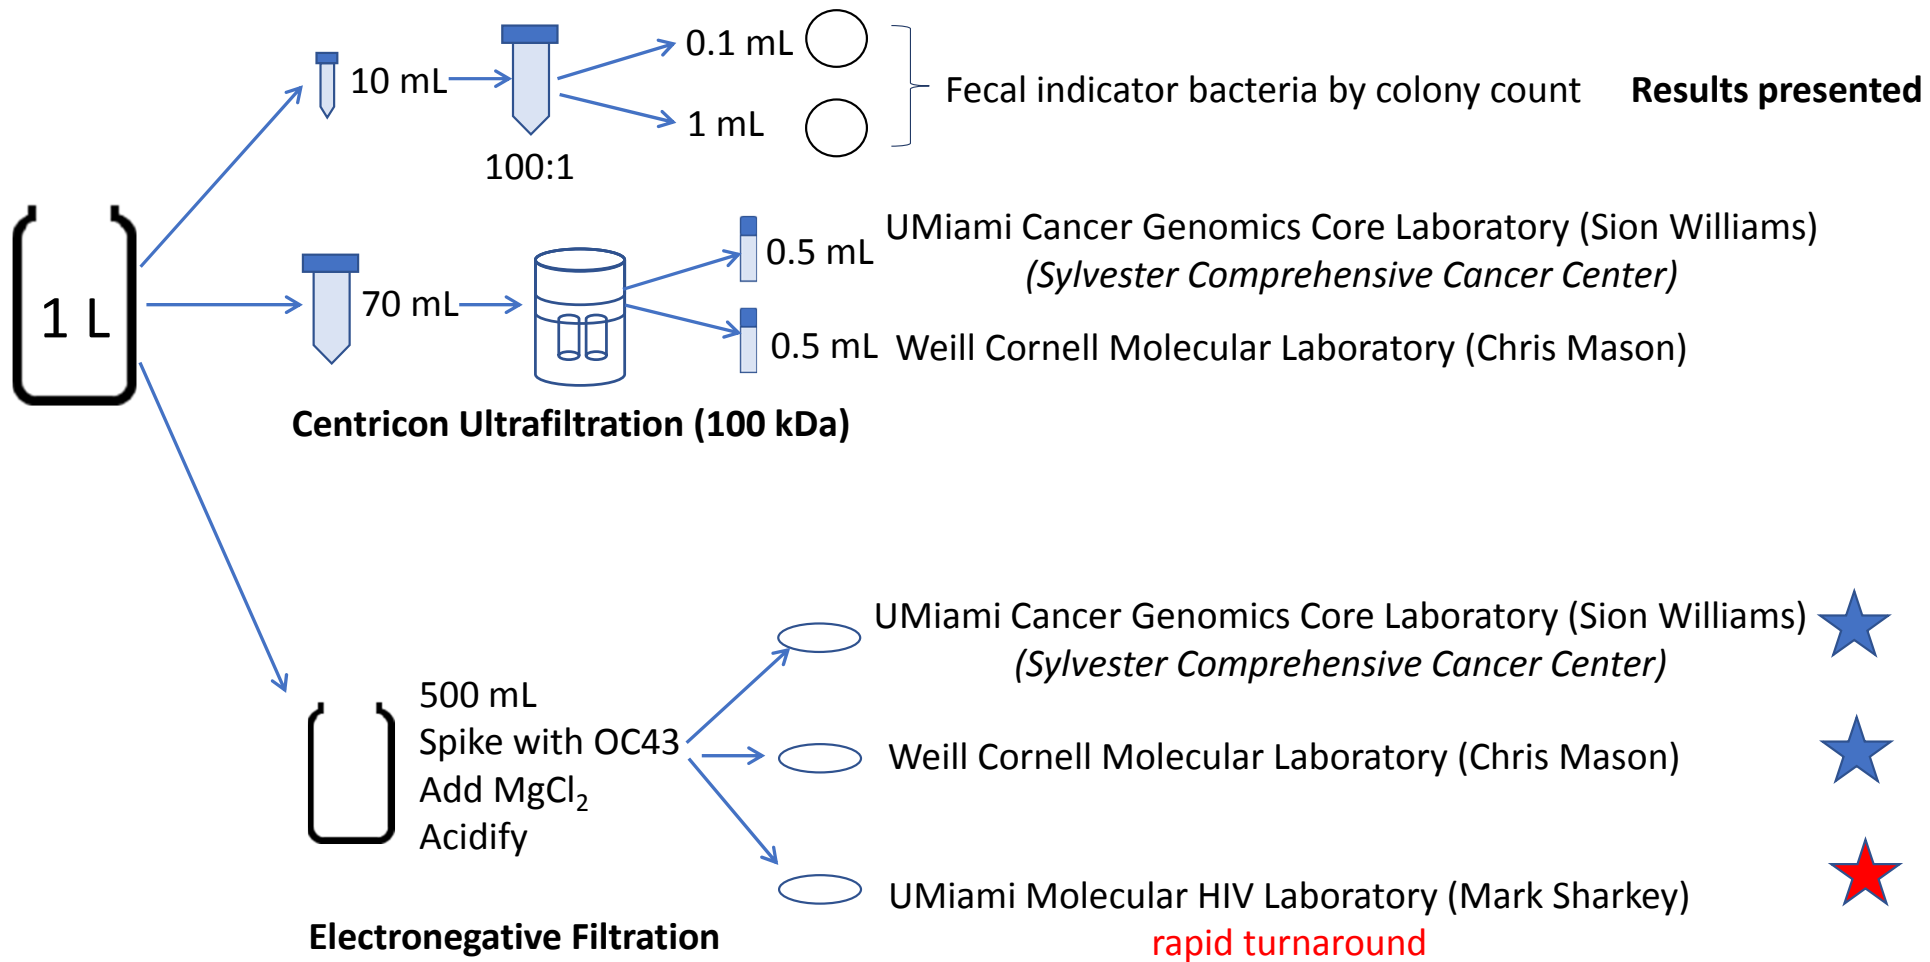 1 L
10 mL
100:1
0.1 mL
1 mL
Fecal indicator bacteria by colony count
Results presented
70 mL
0.5 mL
UMiami Cancer Genomics Core Laboratory (Sion Williams)
(Sylvester Comprehensive Cancer Center)
0.5 mL
Weill Cornell Molecular Laboratory (Chris Mason)
Centricon Ultrafiltration (100 kDa)
500 mL
Spike with OC43
Add MgCl₂
Acidify
UMiami Cancer Genomics Core Laboratory (Sion Williams)
(Sylvester Comprehensive Cancer Center)
Weill Cornell Molecular Laboratory (Chris Mason)
UMiami Molecular HIV Laboratory (Mark Sharkey)
rapid turnaround
Electronegative Filtration